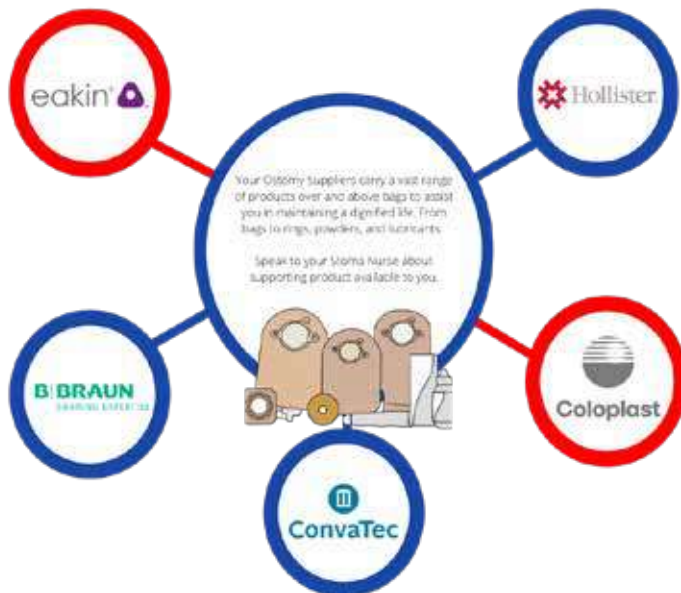 eakin
Hollister
Your Ostomy Suppliers carry a vast range
of products over and above bags to assist
you in maintaining a dignified life. From
bags to rings, powders, and lubricants.
Speak to your Stoma Nurse about
supporting product available to you.
B|BRAUN
SHARING EXPERTISE
Coloplast
ConvaTec